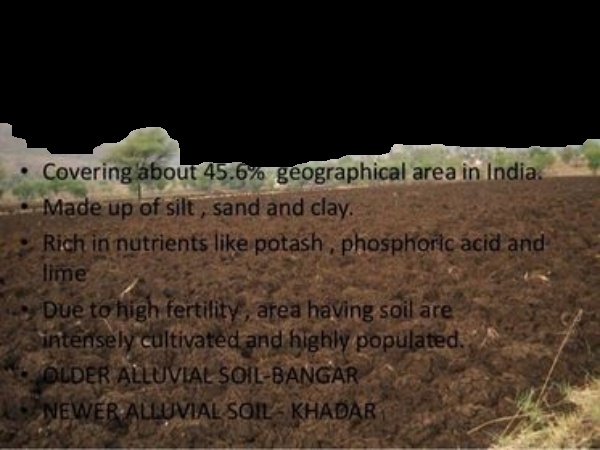 • Covering about 45.6% geographical area in India.
• Made up of silt , sand and clay.
• Rich in nutrients like potash , phosphoric acid and
lime
• Due to high fertility , area having soil are
intensely cultivated and highly populated.
• OLDER ALLUVIAL SOIL-BANGAR
• NEWER ALLUVIAL SOIL - KHADAR